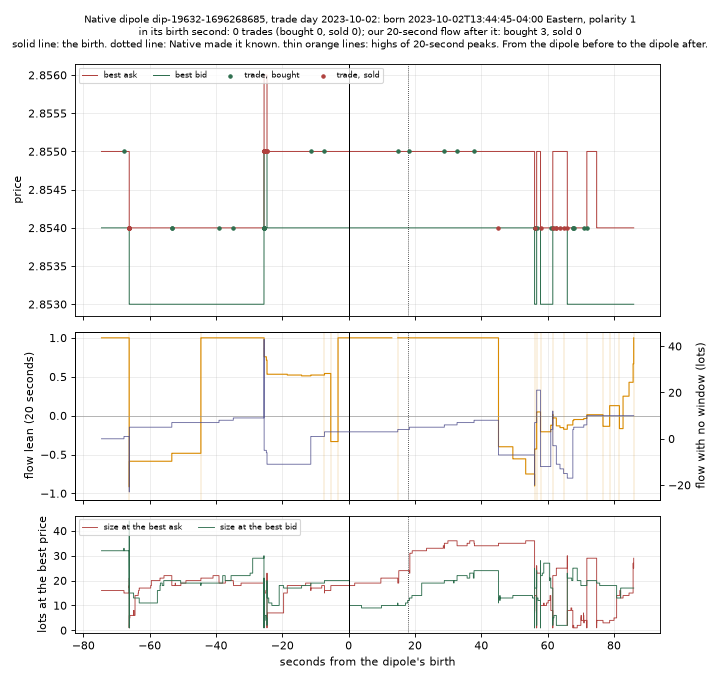 Native dipole dip-19632-1696268685, trade day 2023-10-02: born 2023-10-02T13:44:45-04:00 Eastern, polarity 1
in its birth second: 0 trades (bought 0, sold 0); our 20-second flow after it: bought 3, sold 0
solid line: the birth. dotted line: Native made it known. thin orange lines: highs of 20-second peaks. From the dipole before to the dipole after.
best ask best bid trade, bought trade, sold
2.8560
2.8555
2.8550
2.8545
2.8540
2.8535
2.8530
price
1.0
0.5
0.0
−0.5
−1.0
flow lean (20 seconds)
40
20
0
−20
flow with no window (lots)
size at the best ask size at the best bid
40
30
20
10
0
lots at the best price
−80 −60 −40 −20 0 20 40 60 80
seconds from the dipole's birth